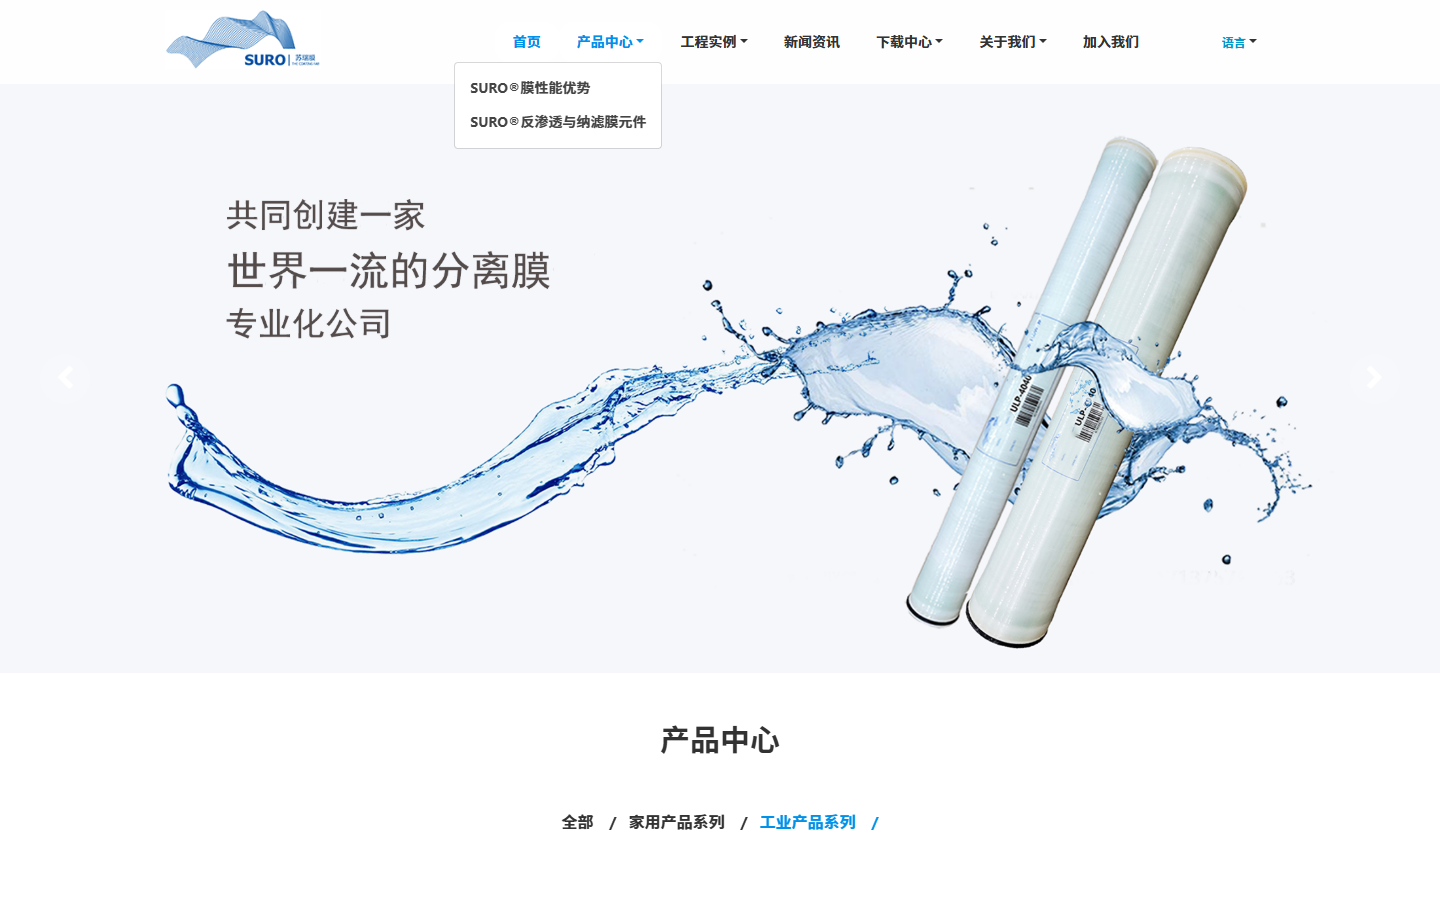 SURO 苏瑞膜
首页 产品中心 工程实例 新闻资讯 下载中心 关于我们 加入我们 语言
SURO®膜性能优势
SURO®反渗透与纳滤膜元件
共同创建一家
世界一流的分离膜
专业化公司
ULP-4040
产品中心
全部 / 家用产品系列 / 工业产品系列 /